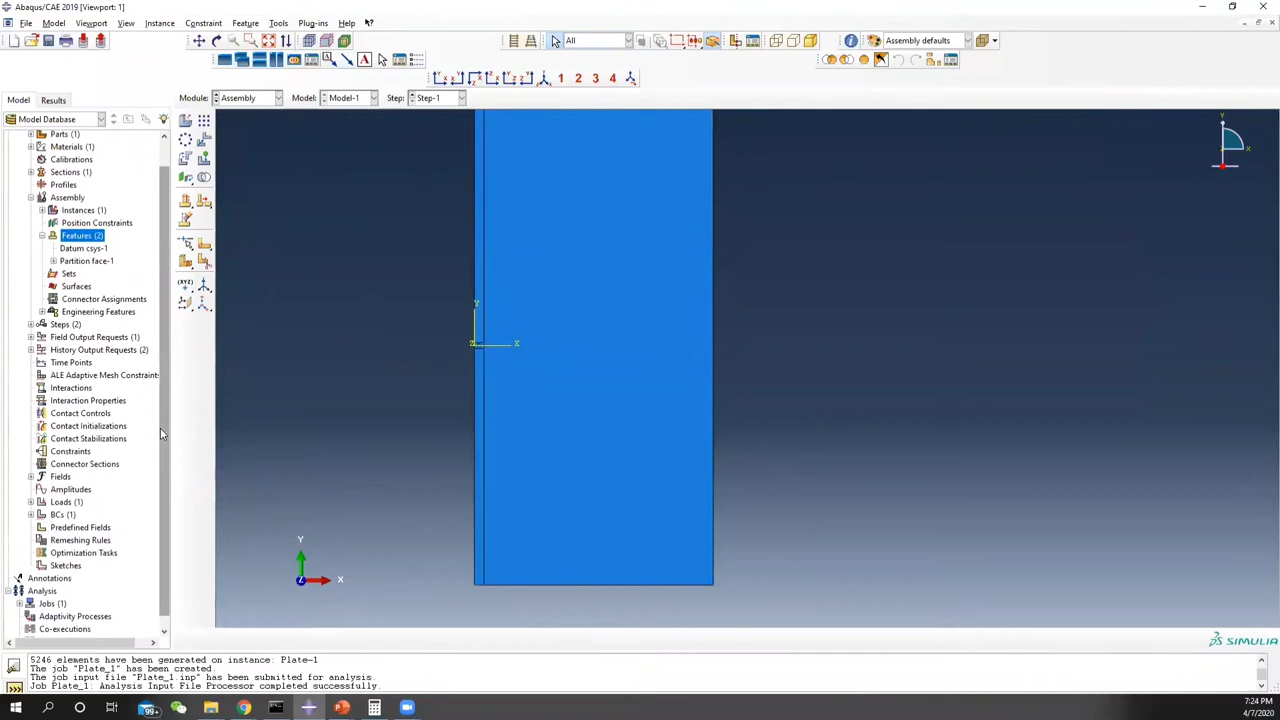 Abaqus/CAE 2019 [Viewport: 1]
File Model Viewport View Instance Constraint Feature Tools Plug-ins Help
All
Assembly defaults
1 2 3 4
Model Results
Module: Assembly Model: Model-1 Step: Step-1
Model Database
Parts (1)
Materials (1)
Calibrations
Sections (1)
Profiles
Assembly
Instances (1)
Position Constraints
Features (2)
Datum csys-1
Partition face-1
Sets
Surfaces
Connector Assignments
Engineering Features
Steps (2)
Field Output Requests (1)
History Output Requests (2)
Time Points
ALE Adaptive Mesh Constraint
Interactions
Interaction Properties
Contact Controls
Contact Initializations
Contact Stabilizations
Constraints
Connector Sections
Fields
Amplitudes
Loads (1)
BCs (1)
Predefined Fields
Remeshing Rules
Optimization Tasks
Sketches
Annotations
Analysis
Jobs (1)
Adaptivity Processes
Co-executions
Y
X
Y
X
Z
Y
X
Z
SIMULIA
5246 elements have been generated on instance: Plate-1
The job "Plate_1" has been created.
The job input file "Plate_1.inp" has been submitted for analysis.
Job Plate_1: Analysis Input File Processor completed successfully.
99+
7:24 PM
4/7/2020